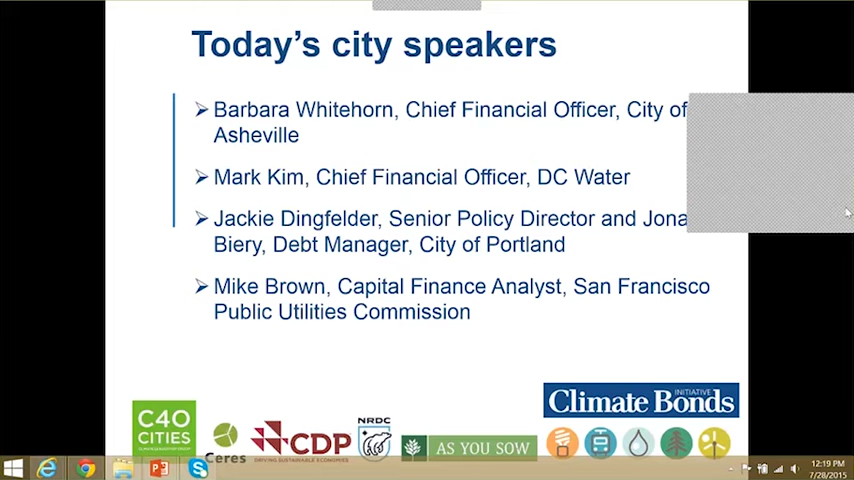 Today's city speakers
Barbara Whitehorn, Chief Financial Officer, City of
Asheville
Mark Kim, Chief Financial Officer, DC Water
Jackie Dingfelder, Senior Policy Director and Jona
Biery, Debt Manager, City of Portland
Mike Brown, Capital Finance Analyst, San Francisco
Public Utilities Commission
INITIATIVE
Climate Bonds
C40
CITIES
Ceres
CDP
DRIVING SUSTAINABLE ECONOMIES
NRDC
AS YOU SOW
12:19 PM
7/28/2015